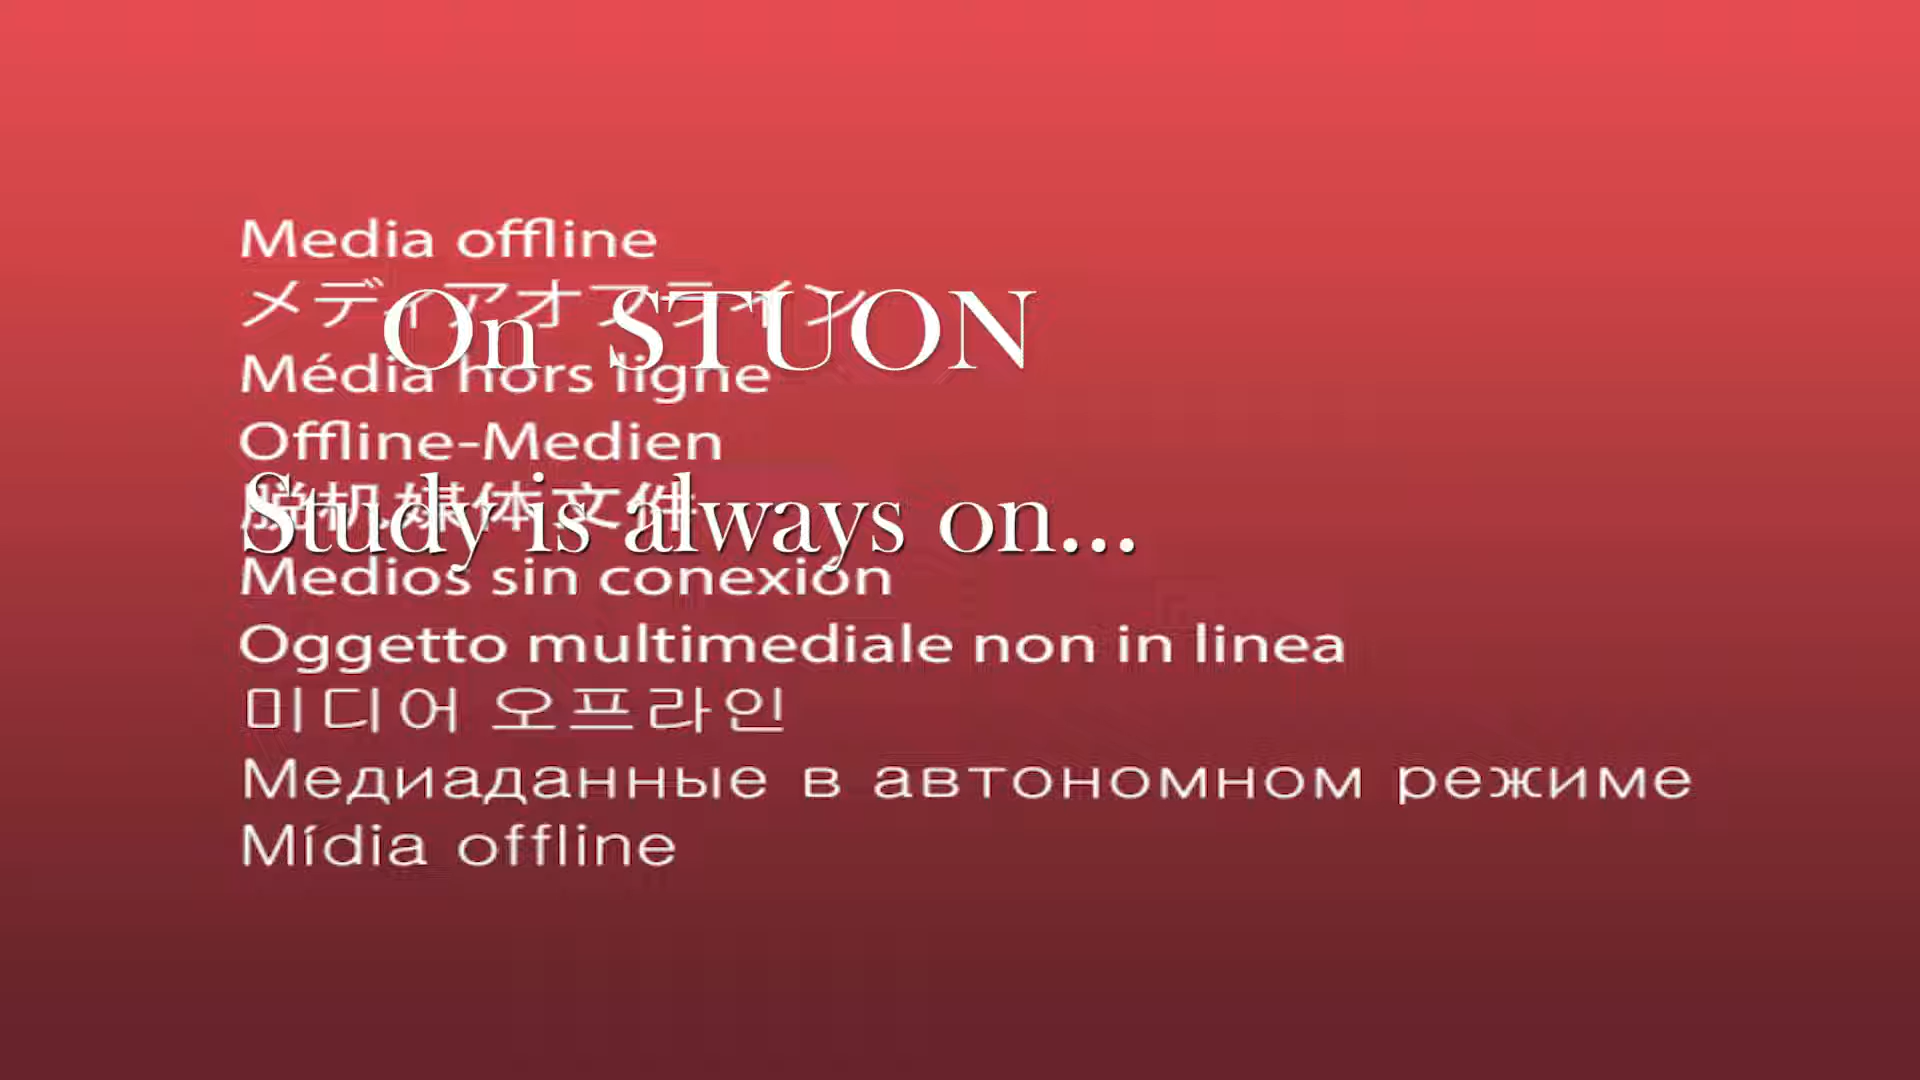 Media offline
メディアオフライン
On STUON
Média hors ligne
Offline-Medien
脱机媒体文件
Study is always on...
Medios sin conexión
Oggetto multimediale non in linea
미디어 오프라인
Медиаданные в автономном режиме
Mídia offline